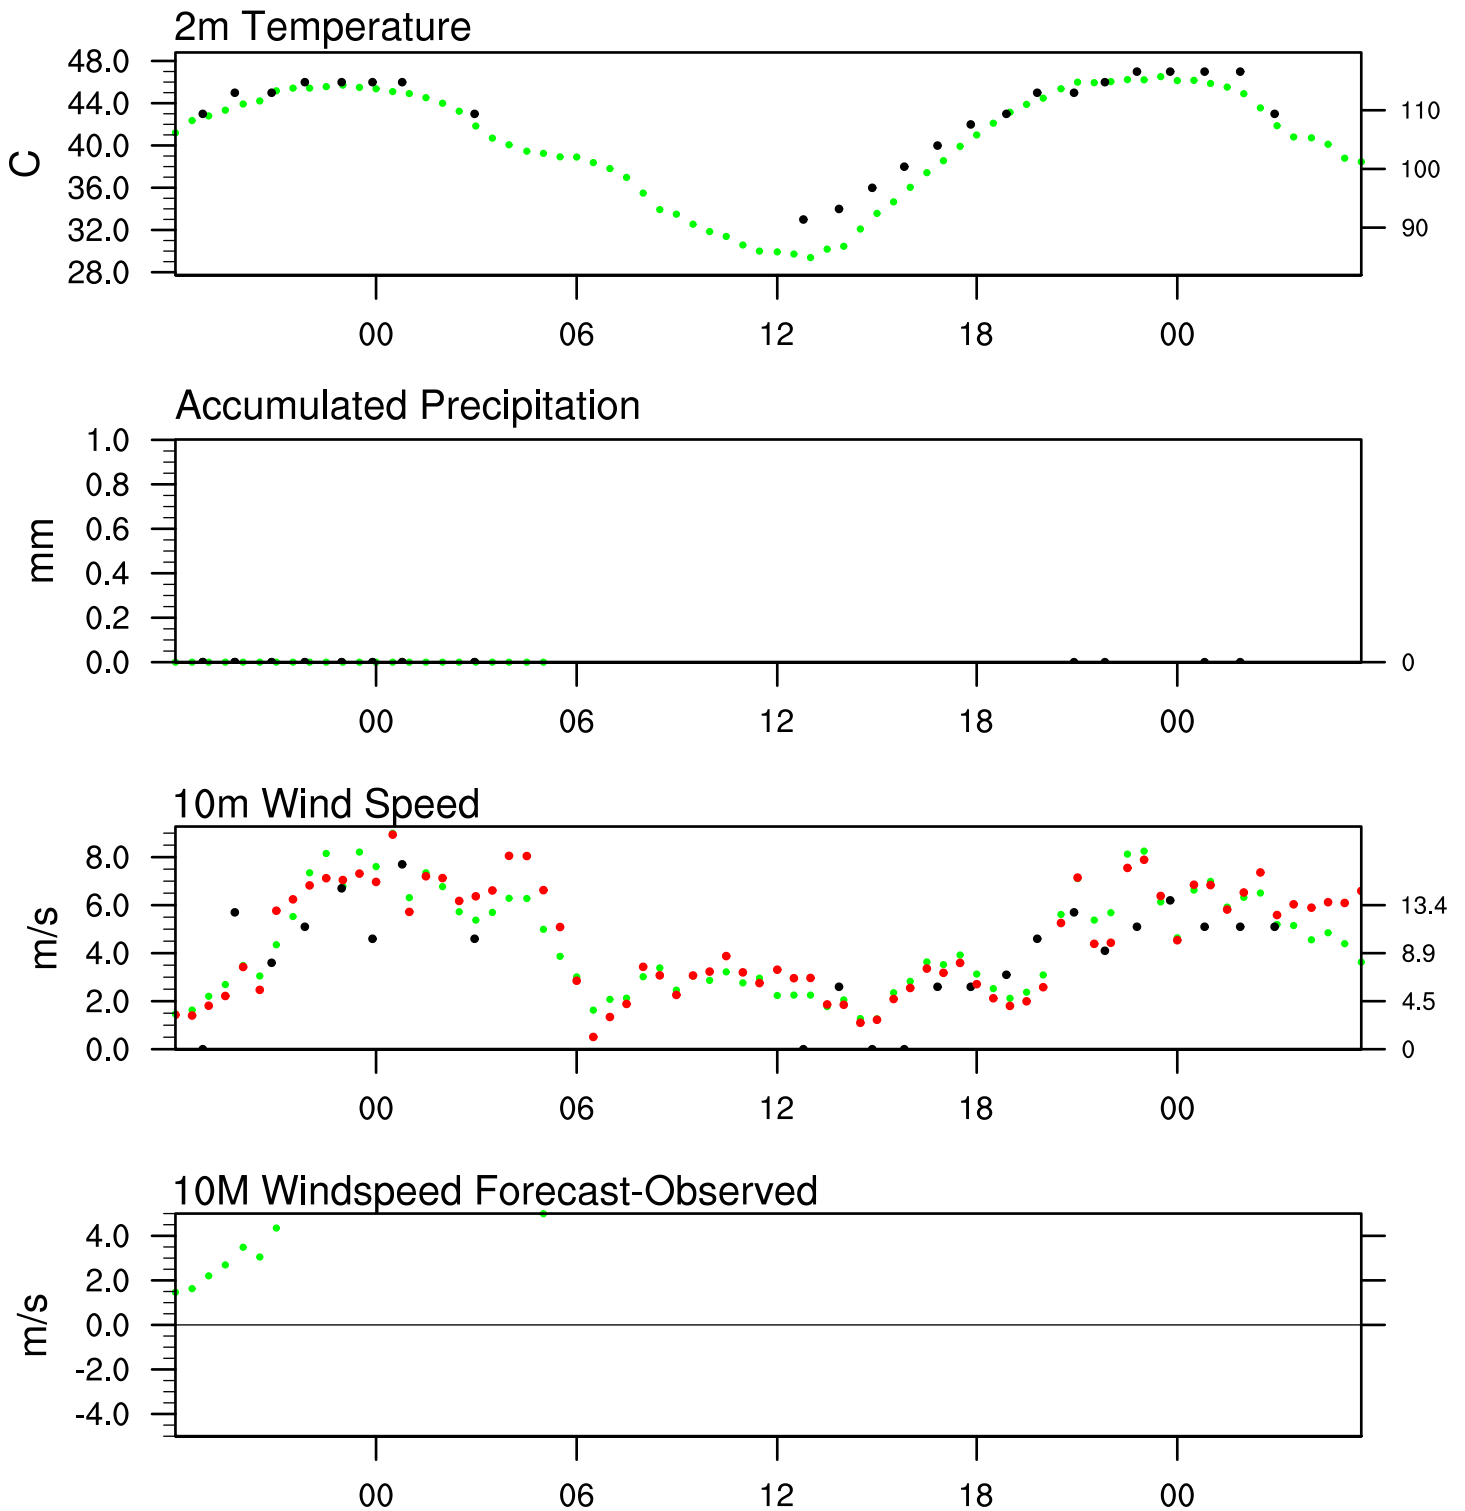 2m Temperature
48.0
44.0
40.0
36.0
32.0
28.0
C
110
100
90
00 06 12 18 00
Accumulated Precipitation
1.0
0.8
0.6
0.4
0.2
0.0
mm
0
00 06 12 18 00
10m Wind Speed
8.0
6.0
4.0
2.0
0.0
m/s
13.4
8.9
4.5
0
00 06 12 18 00
10M Windspeed Forecast-Observed
4.0
2.0
0.0
-2.0
-4.0
m/s
00 06 12 18 00